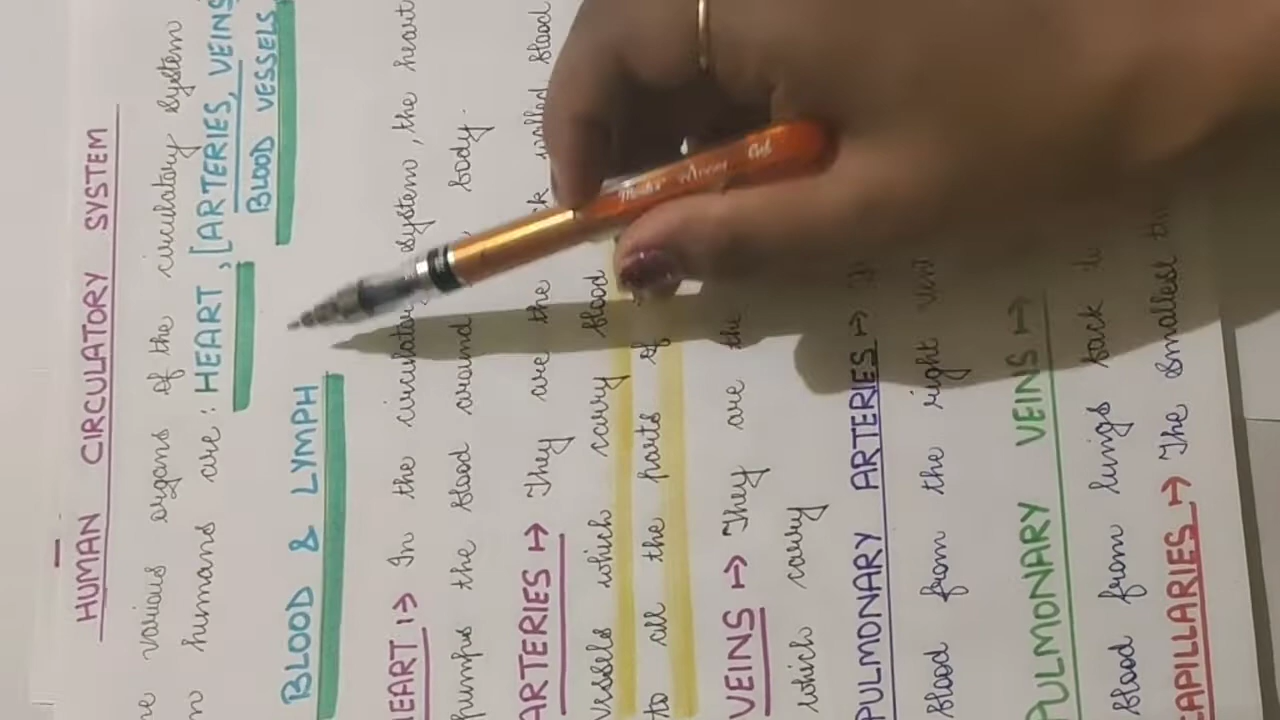 HUMAN CIRCULATORY SYSTEM
various organs of the circulatory system
humans are: HEART, [ARTERIES, VEINS
BLOOD VESSELS
BLOOD & LYMPH
HEART → In the circulatory system, the heart
pumps the blood around body.
ARTERIES → They are the walled blood
vessels which carry blood
to all the parts of
VEINS → They are the
which carry
PULMONARY ARTERIES →
blood from the right
PULMONARY VEINS →
blood from lungs back
CAPILLARIES → The smallest